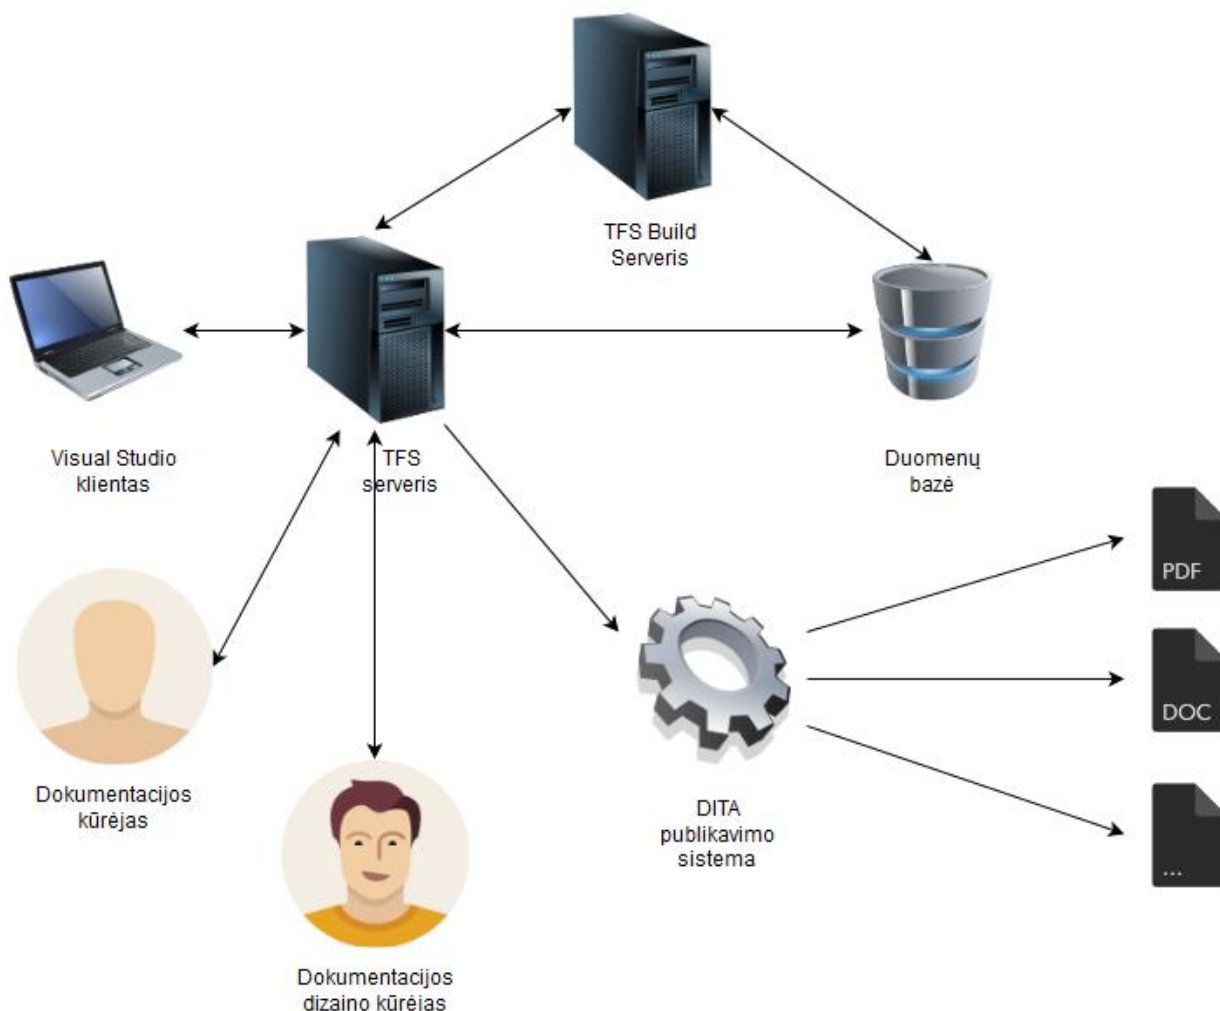 TFS Build
Serveris
Visual Studio
klientas
TFS
serveris
Duomenų
bazė
PDF
DOC
...
Dokumentacijos
kūrėjas
DITA
publikavimo
sistema
Dokumentacijos
dizaino kūrėjas